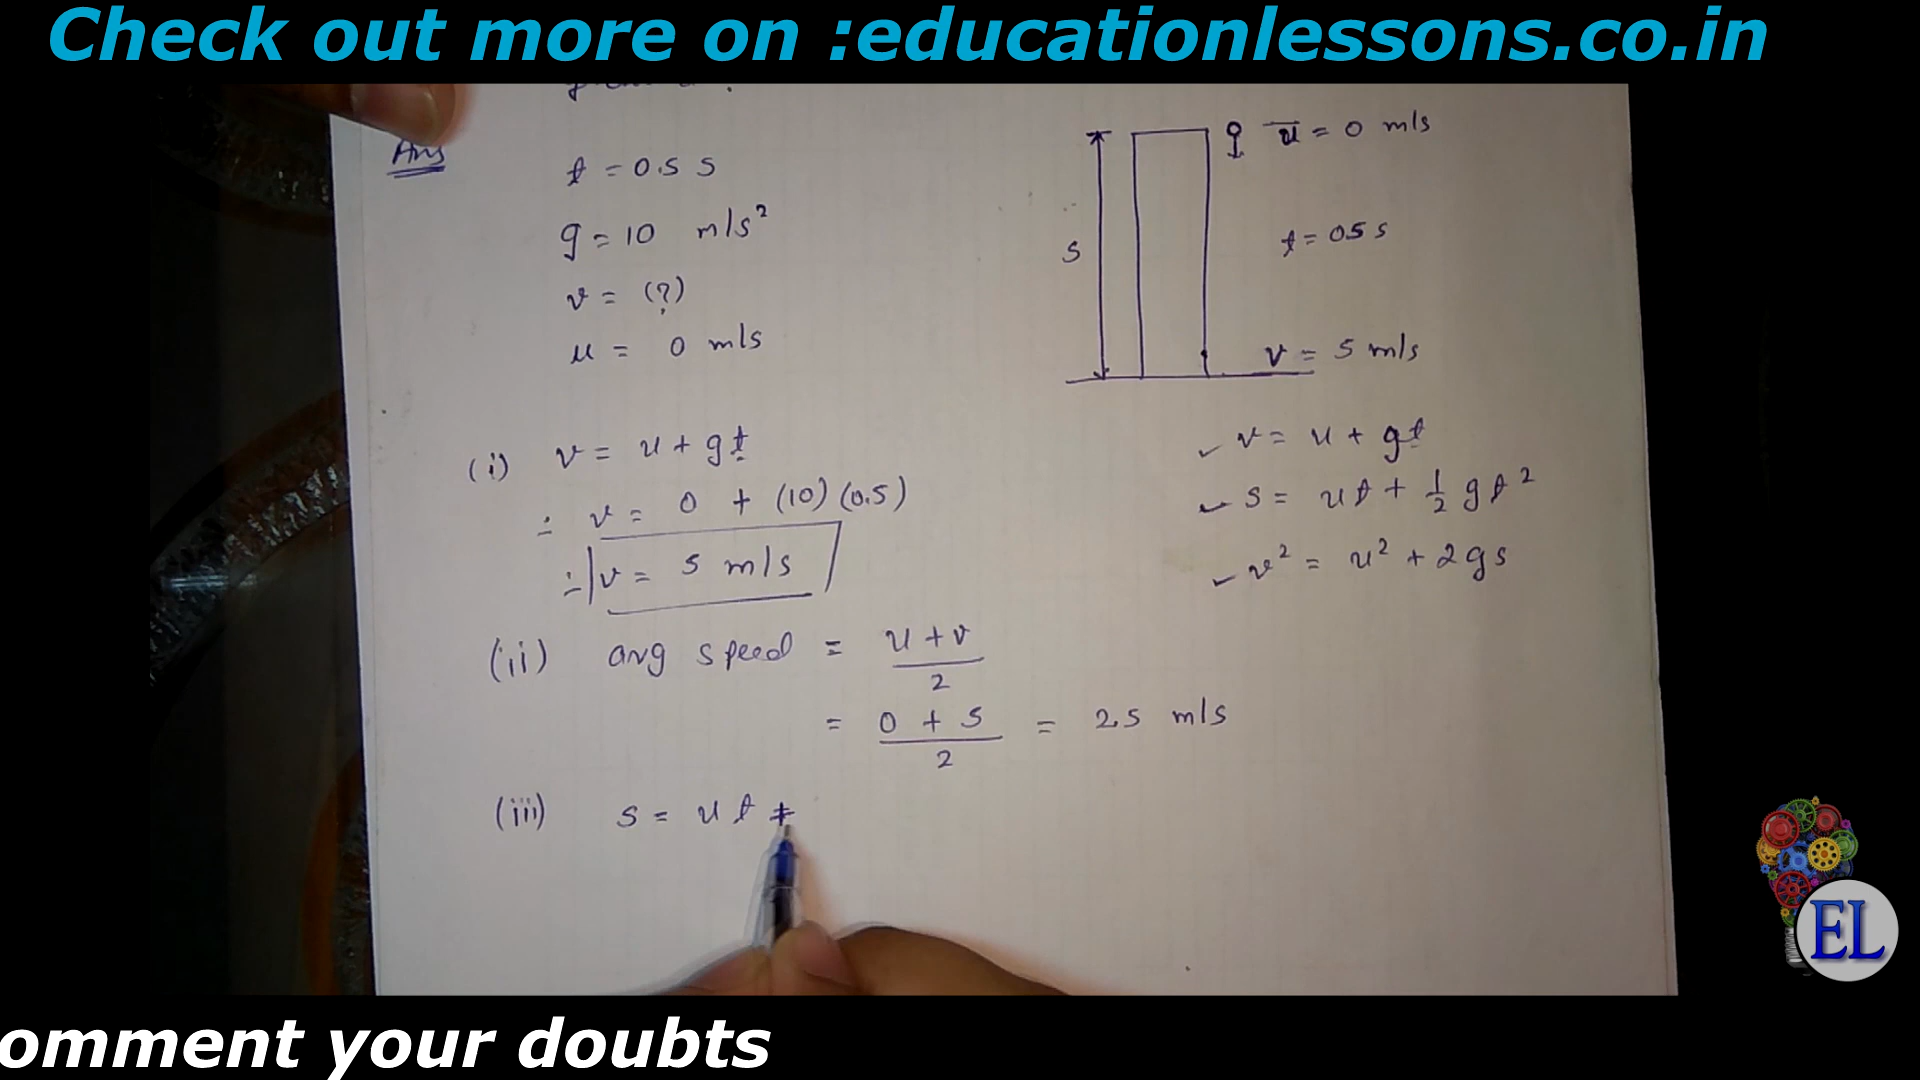 Check out more on :educationlessons.co.in
Ans
t = 0.5 s
g = 10 m/s²
v = (?)
u = 0 m/s
u = 0 m/s
s
t = 0.5 s
v = 5 m/s
(i) v = u + gt
∴ v = 0 + (10) (0.5)
∴ v = 5 m/s
v = u + gt
s = ut + 1/2 gt²
v² = u² + 2gs
(ii) avg speed = u + v / 2
= 0 + 5 / 2 = 2.5 m/s
(iii) s = ut +
EL
omment your doubts